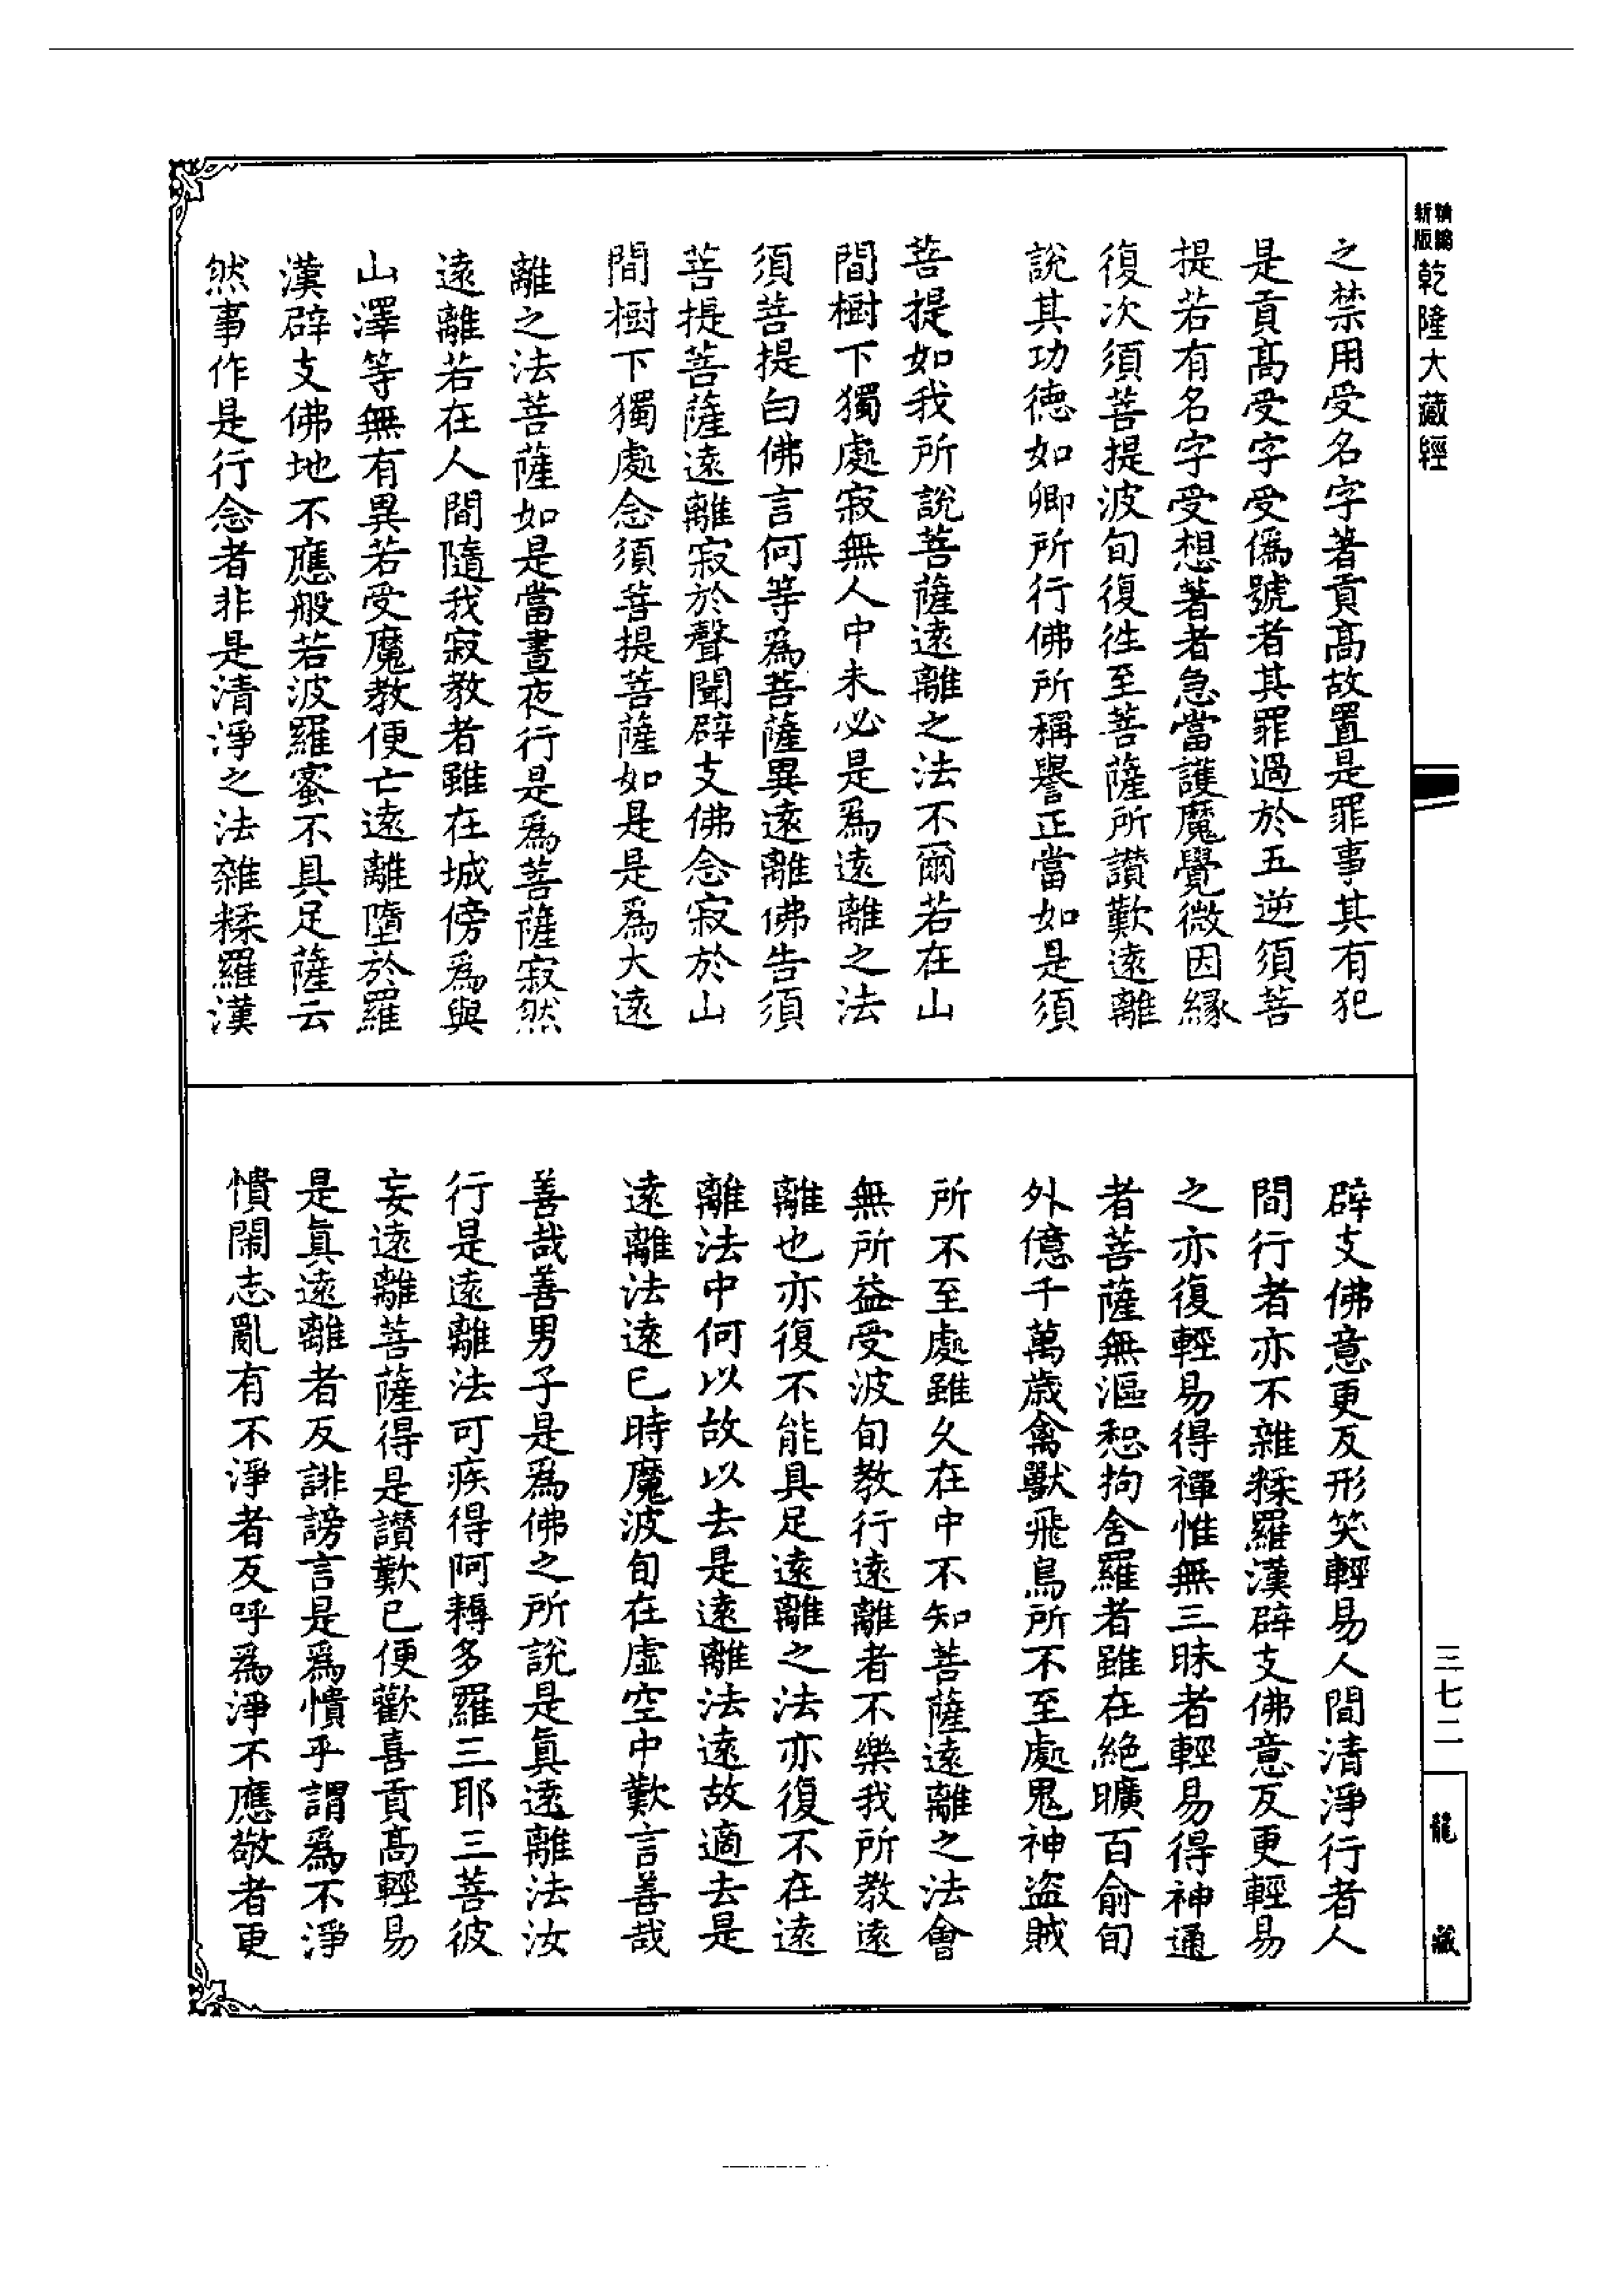 精編
新版
乾隆大藏經
之禁用受名字著貢高故置是罪事其有犯
是貢高受字受僞號者其罪過於五逆須菩
提若有名字受想著者急當護魔覺微因緣
復次須菩提波旬復徃至菩薩所讃歎遠離
說其功德如卿所行佛所稱譽正當如是須
菩提如我所說菩薩遠離之法不爾若在山
間樹下獨處寂無人中未必是爲遠離之法
須菩提白佛言何等爲菩薩異遠離佛告須
菩提菩薩遠離寂於聲聞辟支佛念寂於山
間樹下獨處念須菩提菩薩如是是爲大遠
離之法菩薩如是當晝夜行是爲菩薩寂然
遠離若在人間隨我寂教者雖在城傍爲與
山澤等無有異若受魔教便亡遠離墮於羅
漢辟支佛地不應般若波羅蜜不具足薩云
然事作是行念者非是清淨之法雜糅羅漢
辟支佛意更反形笑輕易人間清淨行者人
間行者亦不雜糅羅漢辟支佛意反更輕易
之亦復輕易得禪惟無三昧者輕易得神通
者菩薩無漚惒拘舍羅者雖在絶曠百俞旬
外億千萬歲禽獸飛鳥所不至處鬼神盜賊
所不至處雖久在中不知菩薩遠離之法會
無所益受波旬教行遠離者不樂我所教遠
離也亦復不能具足遠離之法亦復不在遠
離法中何以故以去是遠離法遠故適去是
遠離法遠已時魔波旬在虛空中歎言善哉
善哉善男子是爲佛之所說是眞遠離法汝
行是遠離法可疾得阿耨多羅三耶三菩彼
妄遠離菩薩得是讃歎已便歡喜貢高輕易
是眞遠離者反誹謗言是爲憒乎謂爲不淨
憒閙志亂有不淨者反呼爲淨不應敬者更
三七二
龍藏